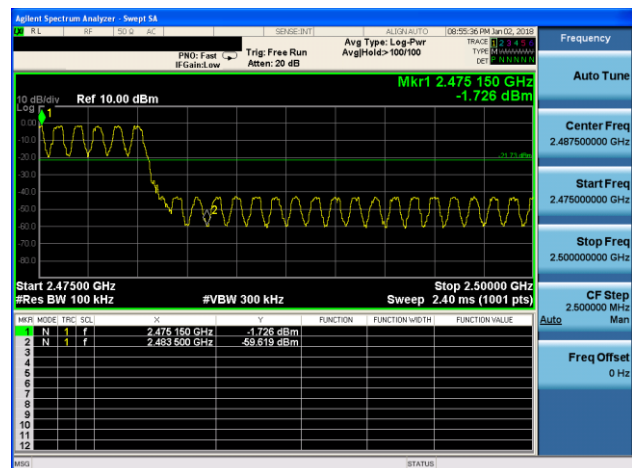 Agilent Spectrum Analyzer - Swept SA
RL RF 50 Ω AC SENSE:INT ALIGN AUTO 08:55:36 PM Jan 02, 2018
PNO: Fast Trig: Free Run Avg Type: Log-Pwr TRACE 1 2 3 4 5 6
IFGain:Low Atten: 20 dB Avg|Hold:>100/100 TYPE M
DET P N N N N N
Frequency
Mkr1 2.475 150 GHz
10 dB/div Ref 10.00 dBm -1.726 dBm
Log
1
0.00
-10.0
-20.0
-21.73 dBm
-30.0
-40.0
2
-50.0
-60.0
-70.0
-80.0
Start 2.47500 GHz Stop 2.50000 GHz
#Res BW 100 kHz #VBW 300 kHz Sweep 2.40 ms (1001 pts)
MKR MODE TRC SCL X Y FUNCTION FUNCTION WIDTH FUNCTION VALUE
1 N 1 f 2.475 150 GHz -1.726 dBm
2 N 1 f 2.483 500 GHz -59.619 dBm
3
4
5
6
7
8
9
10
11
12
MSG STATUS
Auto Tune
Center Freq
2.487500000 GHz
Start Freq
2.475000000 GHz
Stop Freq
2.500000000 GHz
CF Step
2.500000 MHz
Auto Man
Freq Offset
0 Hz